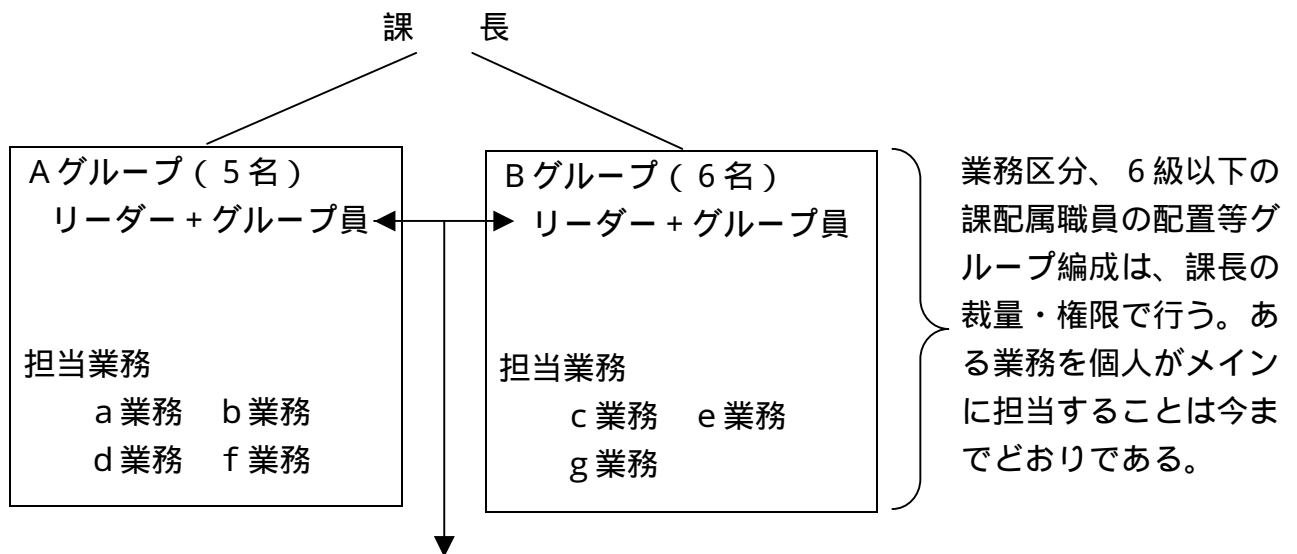 課 長
Aグループ（5名）
リーダー+グループ員
担当業務
a業務 b業務
d業務 f業務
Bグループ（6名）
リーダー+グループ員
担当業務
c業務 e業務
g業務
業務区分、6級以下の
課配属職員の配置等グ
ループ編成は、課長の
裁量・権限で行う。あ
る業務を個人がメイン
に担当することは今ま
でどおりである。